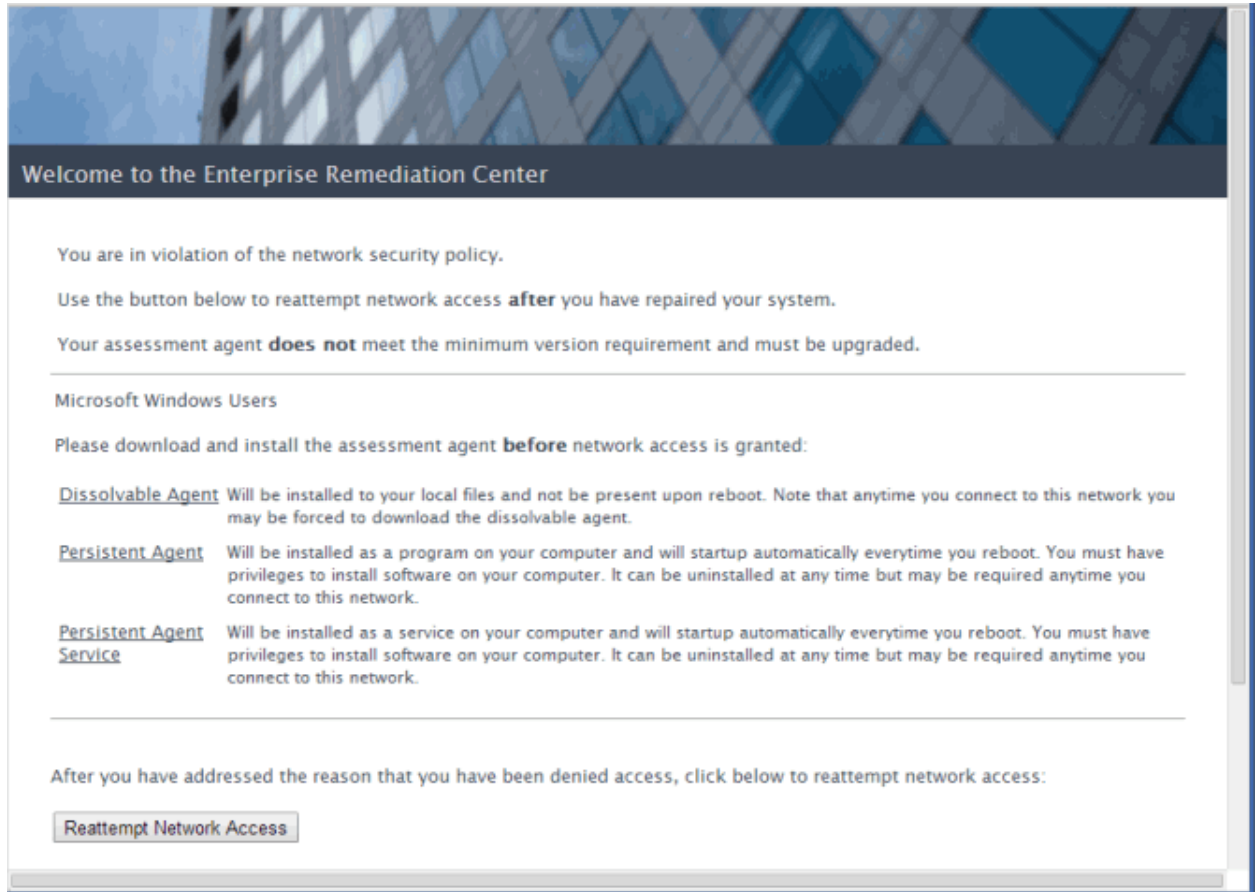 Welcome to the Enterprise Remediation Center
You are in violation of the network security policy.
Use the button below to reattempt network access after you have repaired your system.
Your assessment agent does not meet the minimum version requirement and must be upgraded.
Microsoft Windows Users
Please download and install the assessment agent before network access is granted:
Dissolvable Agent Will be installed to your local files and not be present upon reboot. Note that anytime you connect to this network you
may be forced to download the dissolvable agent.
Persistent Agent Will be installed as a program on your computer and will startup automatically everytime you reboot. You must have
privileges to install software on your computer. It can be uninstalled at any time but may be required anytime you
connect to this network.
Persistent Agent Will be installed as a service on your computer and will startup automatically everytime you reboot. You must have
Service privileges to install software on your computer. It can be uninstalled at any time but may be required anytime you
connect to this network.
After you have addressed the reason that you have been denied access, click below to reattempt network access:
Reattempt Network Access